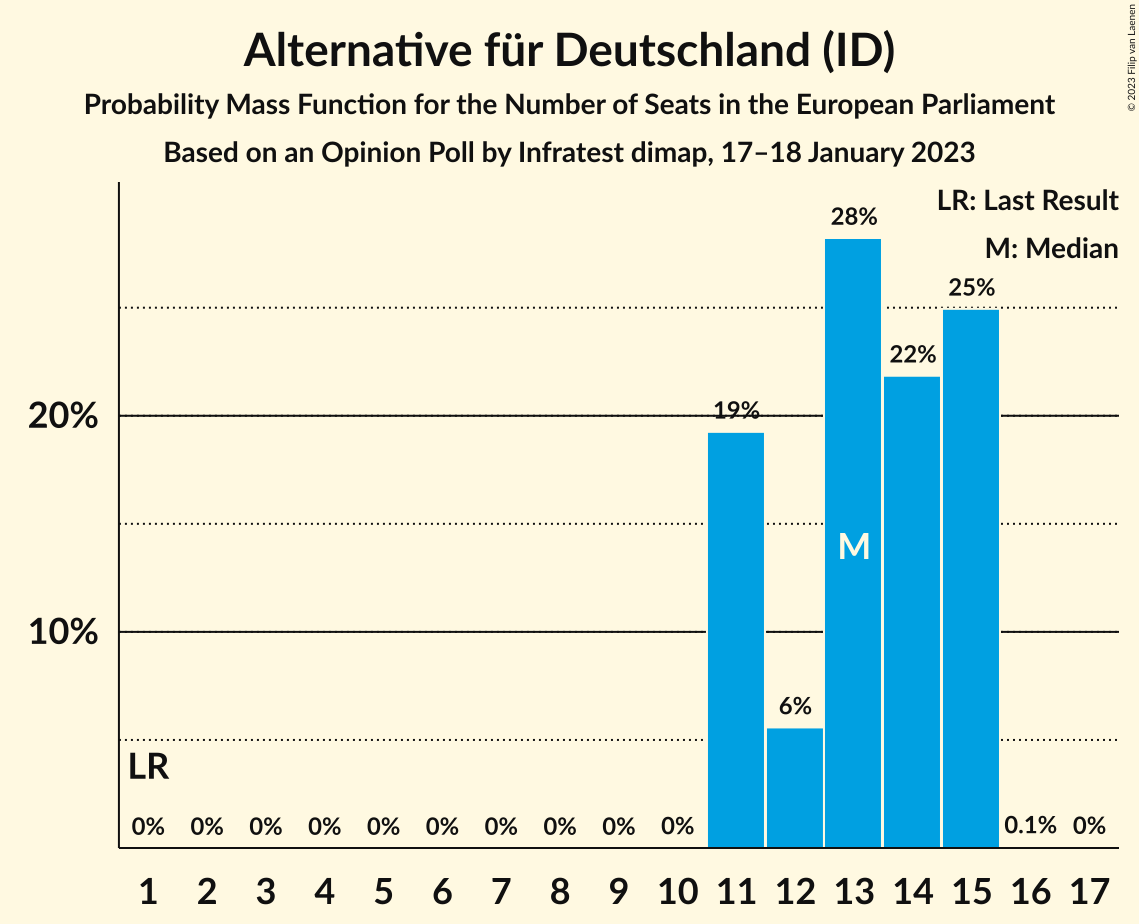 Alternative für Deutschland (ID)
Probability Mass Function for the Number of Seats in the European Parliament
Based on an Opinion Poll by Infratest dimap, 17–18 January 2023
© 2023 Filip van Laenen
LR: Last Result
M: Median
28%
25%
22%
20%
19%
M
10%
6%
LR
0% 0% 0% 0% 0% 0% 0% 0% 0% 0% 0.1% 0%
1 2 3 4 5 6 7 8 9 10 11 12 13 14 15 16 17